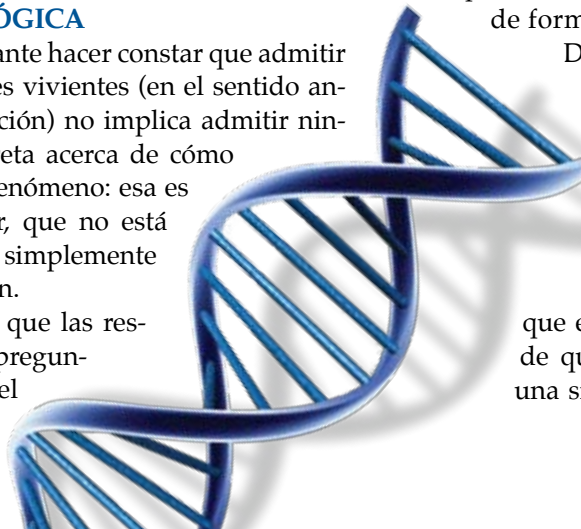 ÓGICA
ante hacer constar que admitir
es vivientes (en el sentido an-
ción) no implica admitir nin-
reta acerca de cómo
enómeno: esa es
r, que no está
simplemente
n.
que las res-
pregun-
el
de form
D
que e
de qu
una si